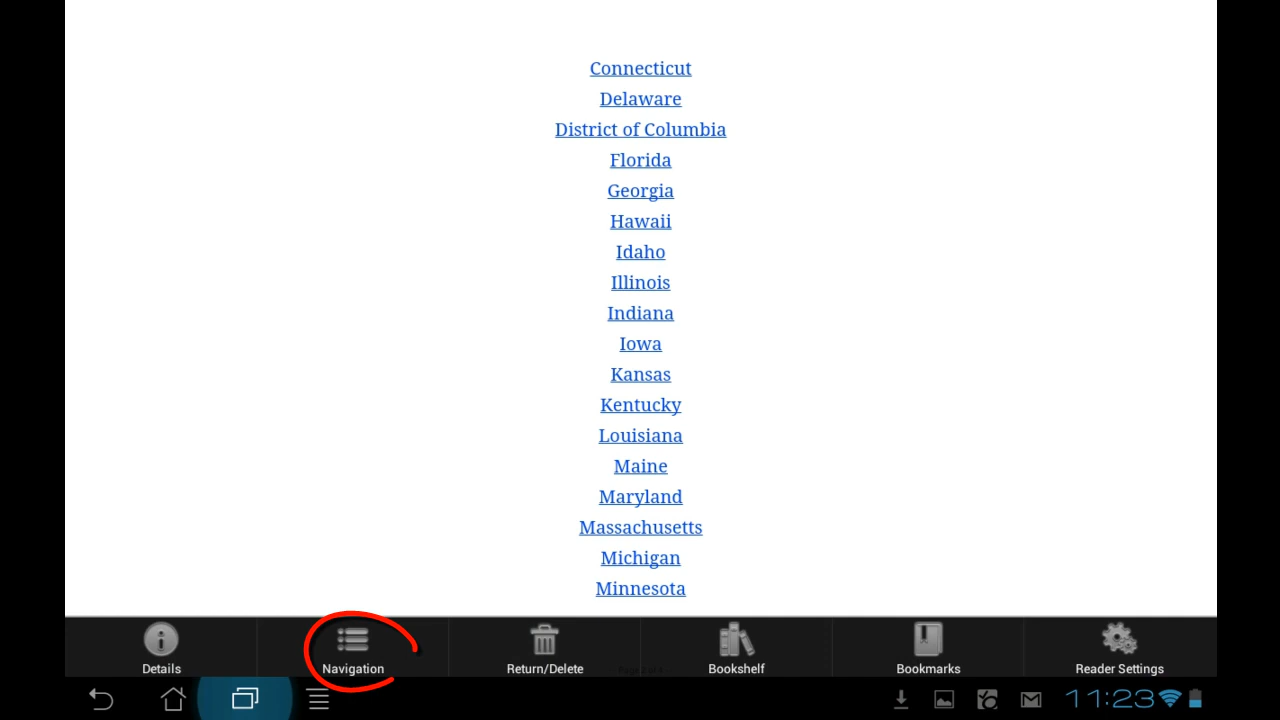 Connecticut
Delaware
District of Columbia
Florida
Georgia
Hawaii
Idaho
Illinois
Indiana
Iowa
Kansas
Kentucky
Louisiana
Maine
Maryland
Massachusetts
Michigan
Minnesota
Details
Navigation
Return/Delete
Bookshelf
Bookmarks
Reader Settings
11:23